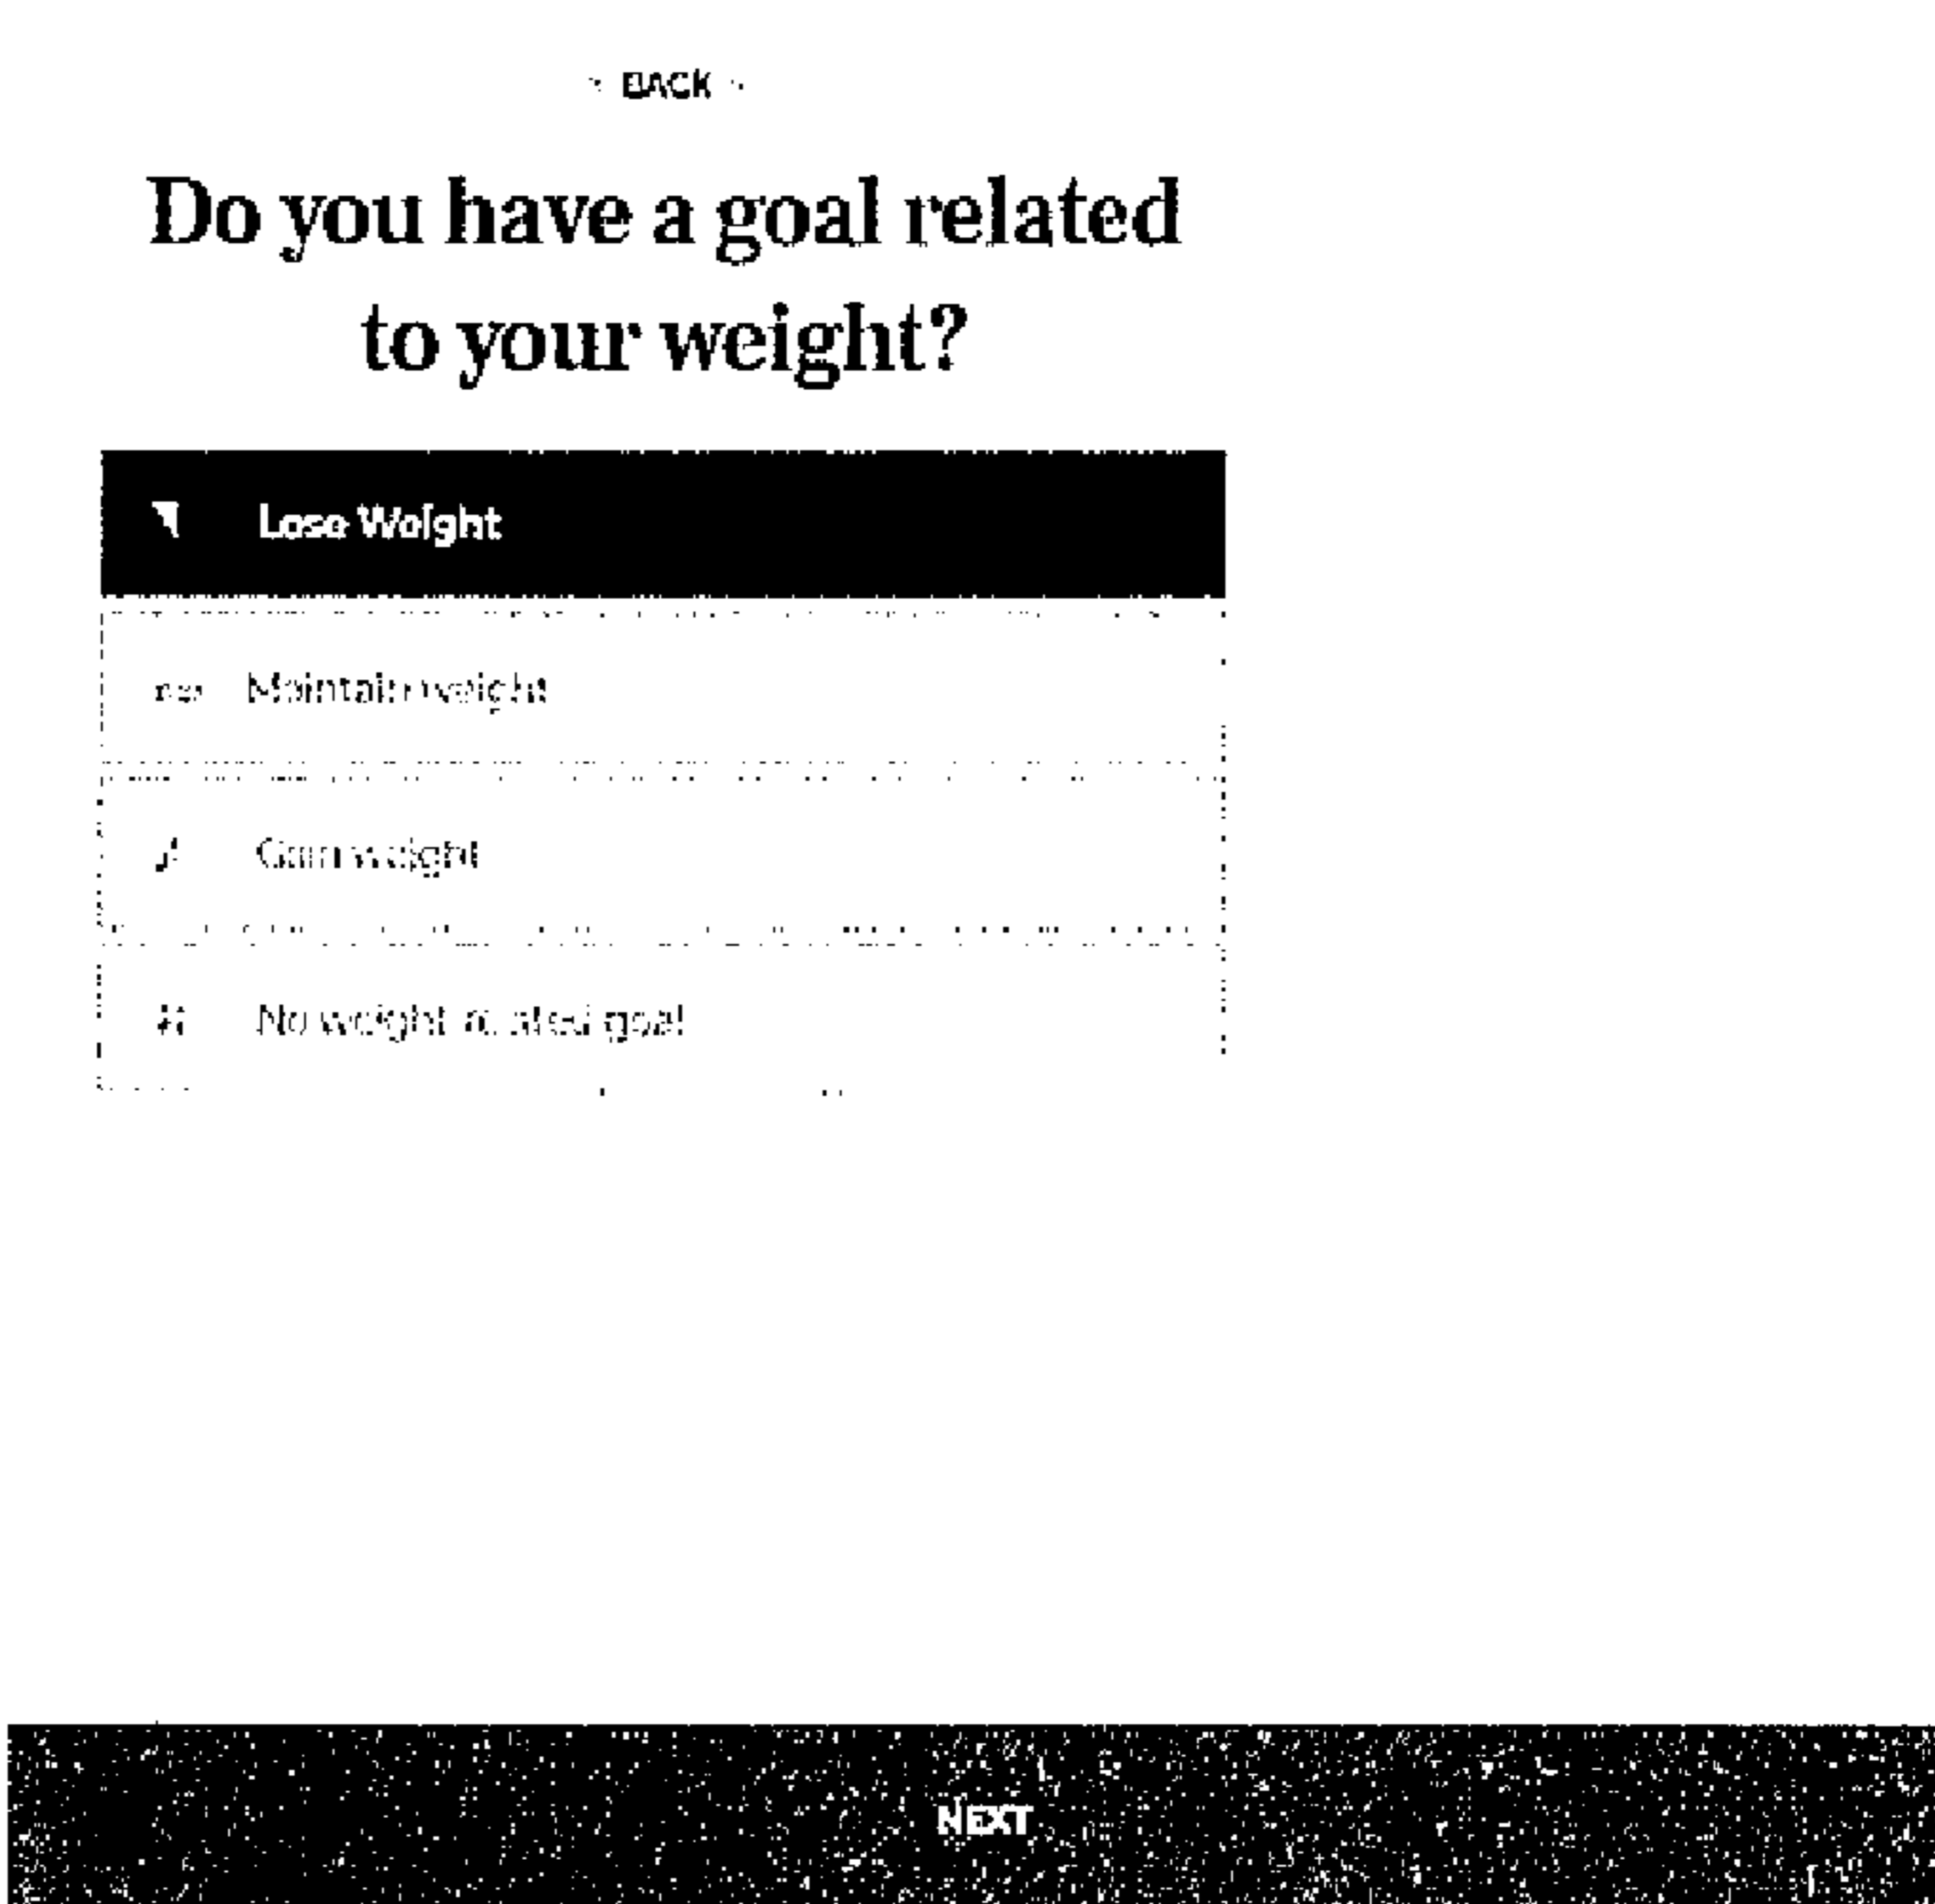 BACK
Do you have a goal related
to your weight?
Lose Weight
Maintain weight
Gain weight
No weight related goal
NEXT